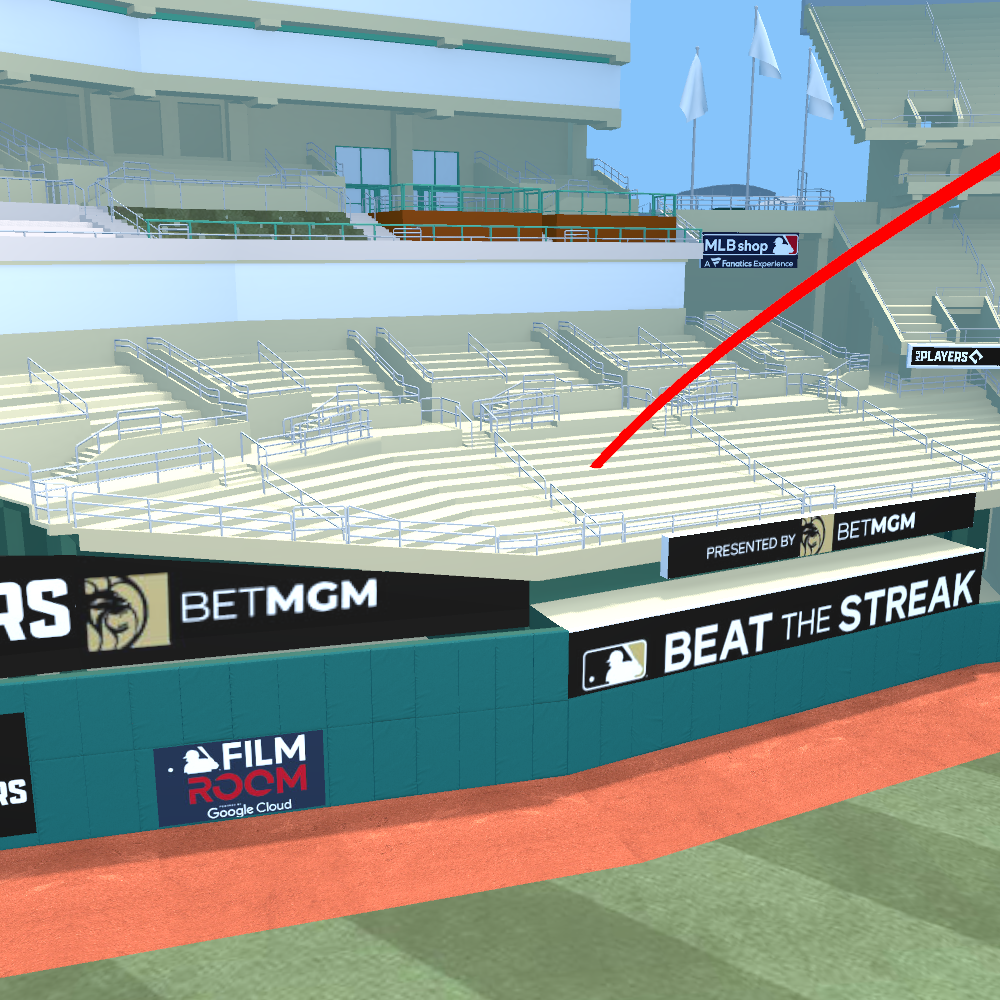 MLB shop
A Fanatics Experience
PLAYERS
PRESENTED BY BETMGM
RS BETMGM
BEAT THE STREAK
FILM
ROOM
Google Cloud
RS